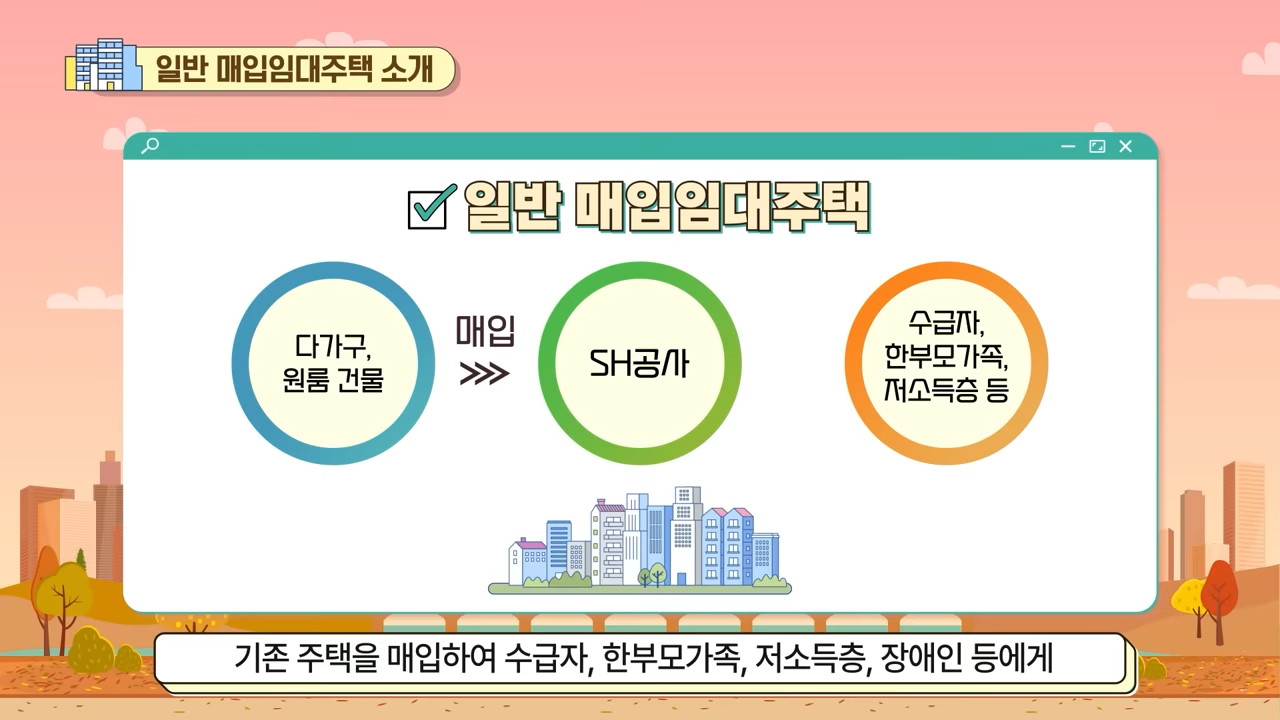 일반 매입임대주택 소개
일반 매입임대주택
다가구,
원룸 건물
매입
SH공사
수급자,
한부모가족,
저소득층 등
기존 주택을 매입하여 수급자, 한부모가족, 저소득층, 장애인 등에게